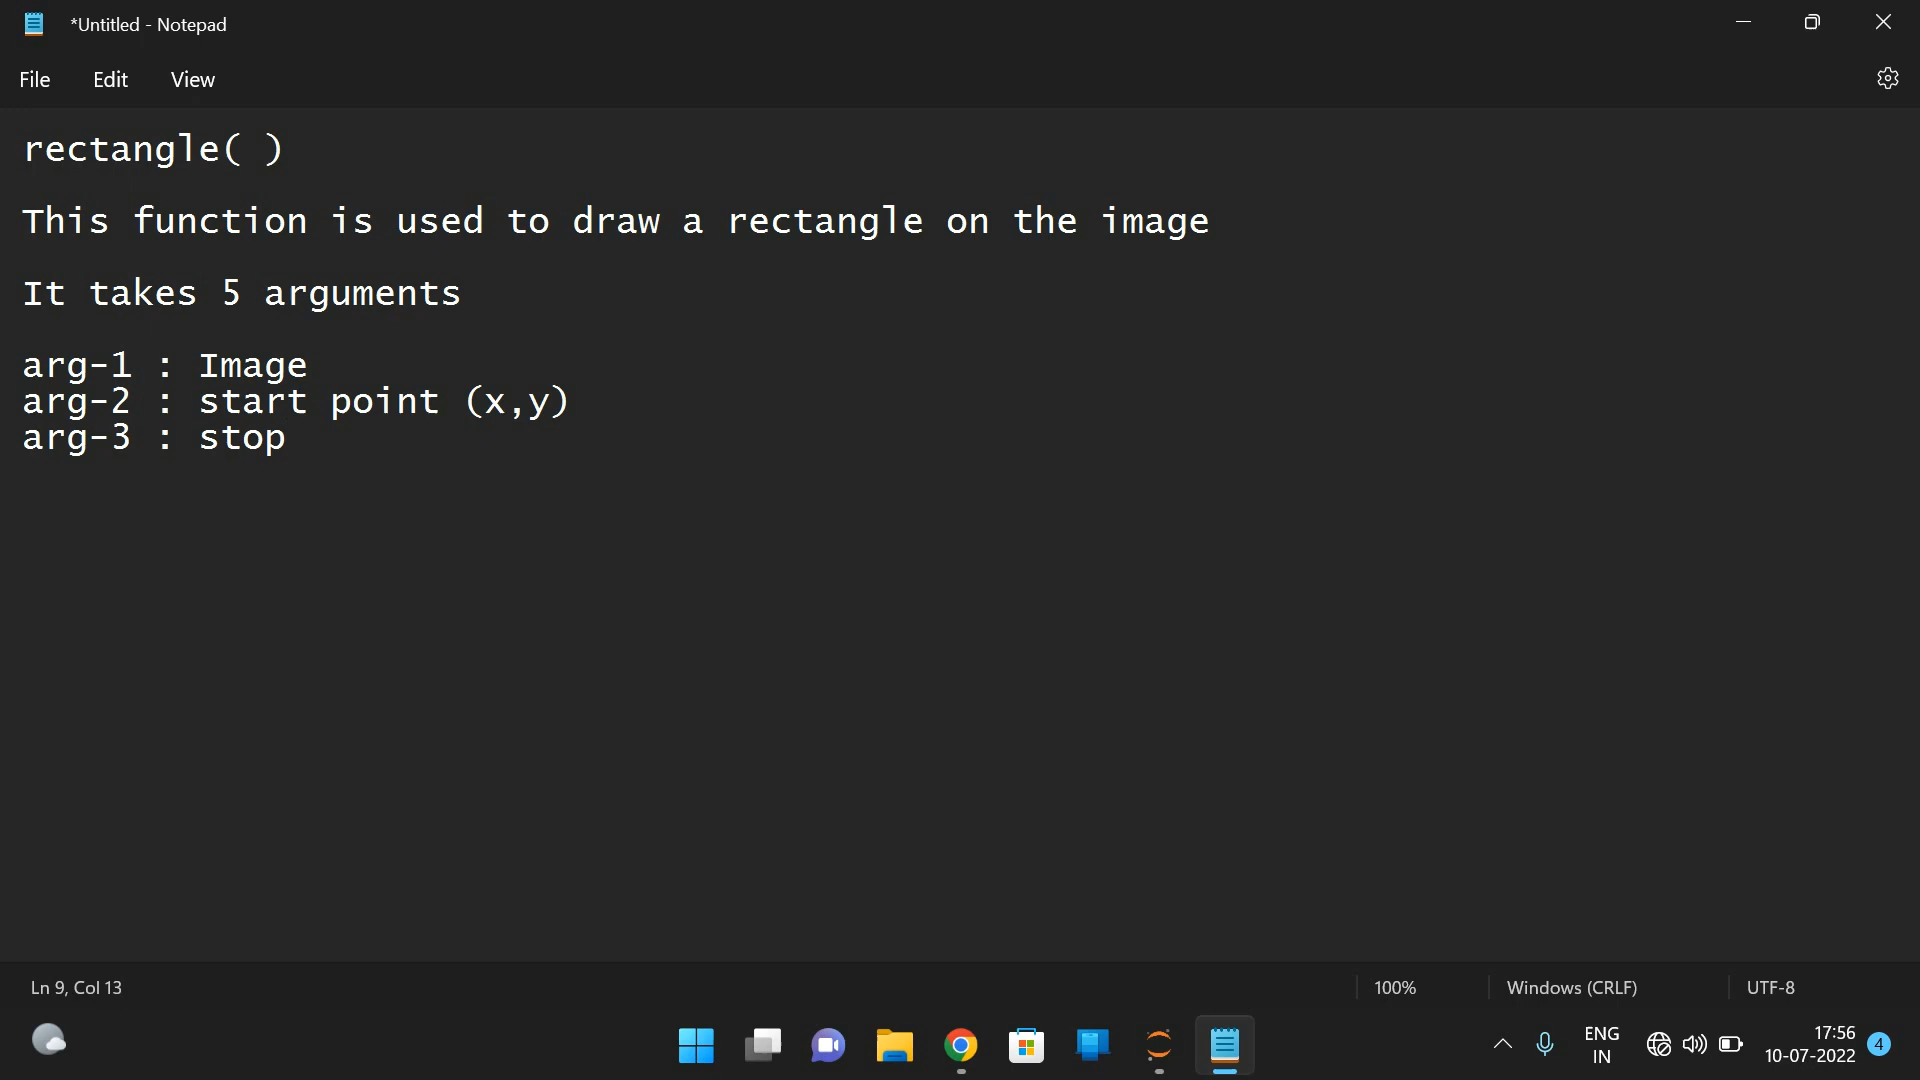 *Untitled - Notepad
File Edit View
rectangle( )
This function is used to draw a rectangle on the image
It takes 5 arguments
arg-1 : Image
arg-2 : start point (x,y)
arg-3 : stop
Ln 9, Col 13 100% Windows (CRLF) UTF-8
ENG 17:56
IN 10-07-2022 4